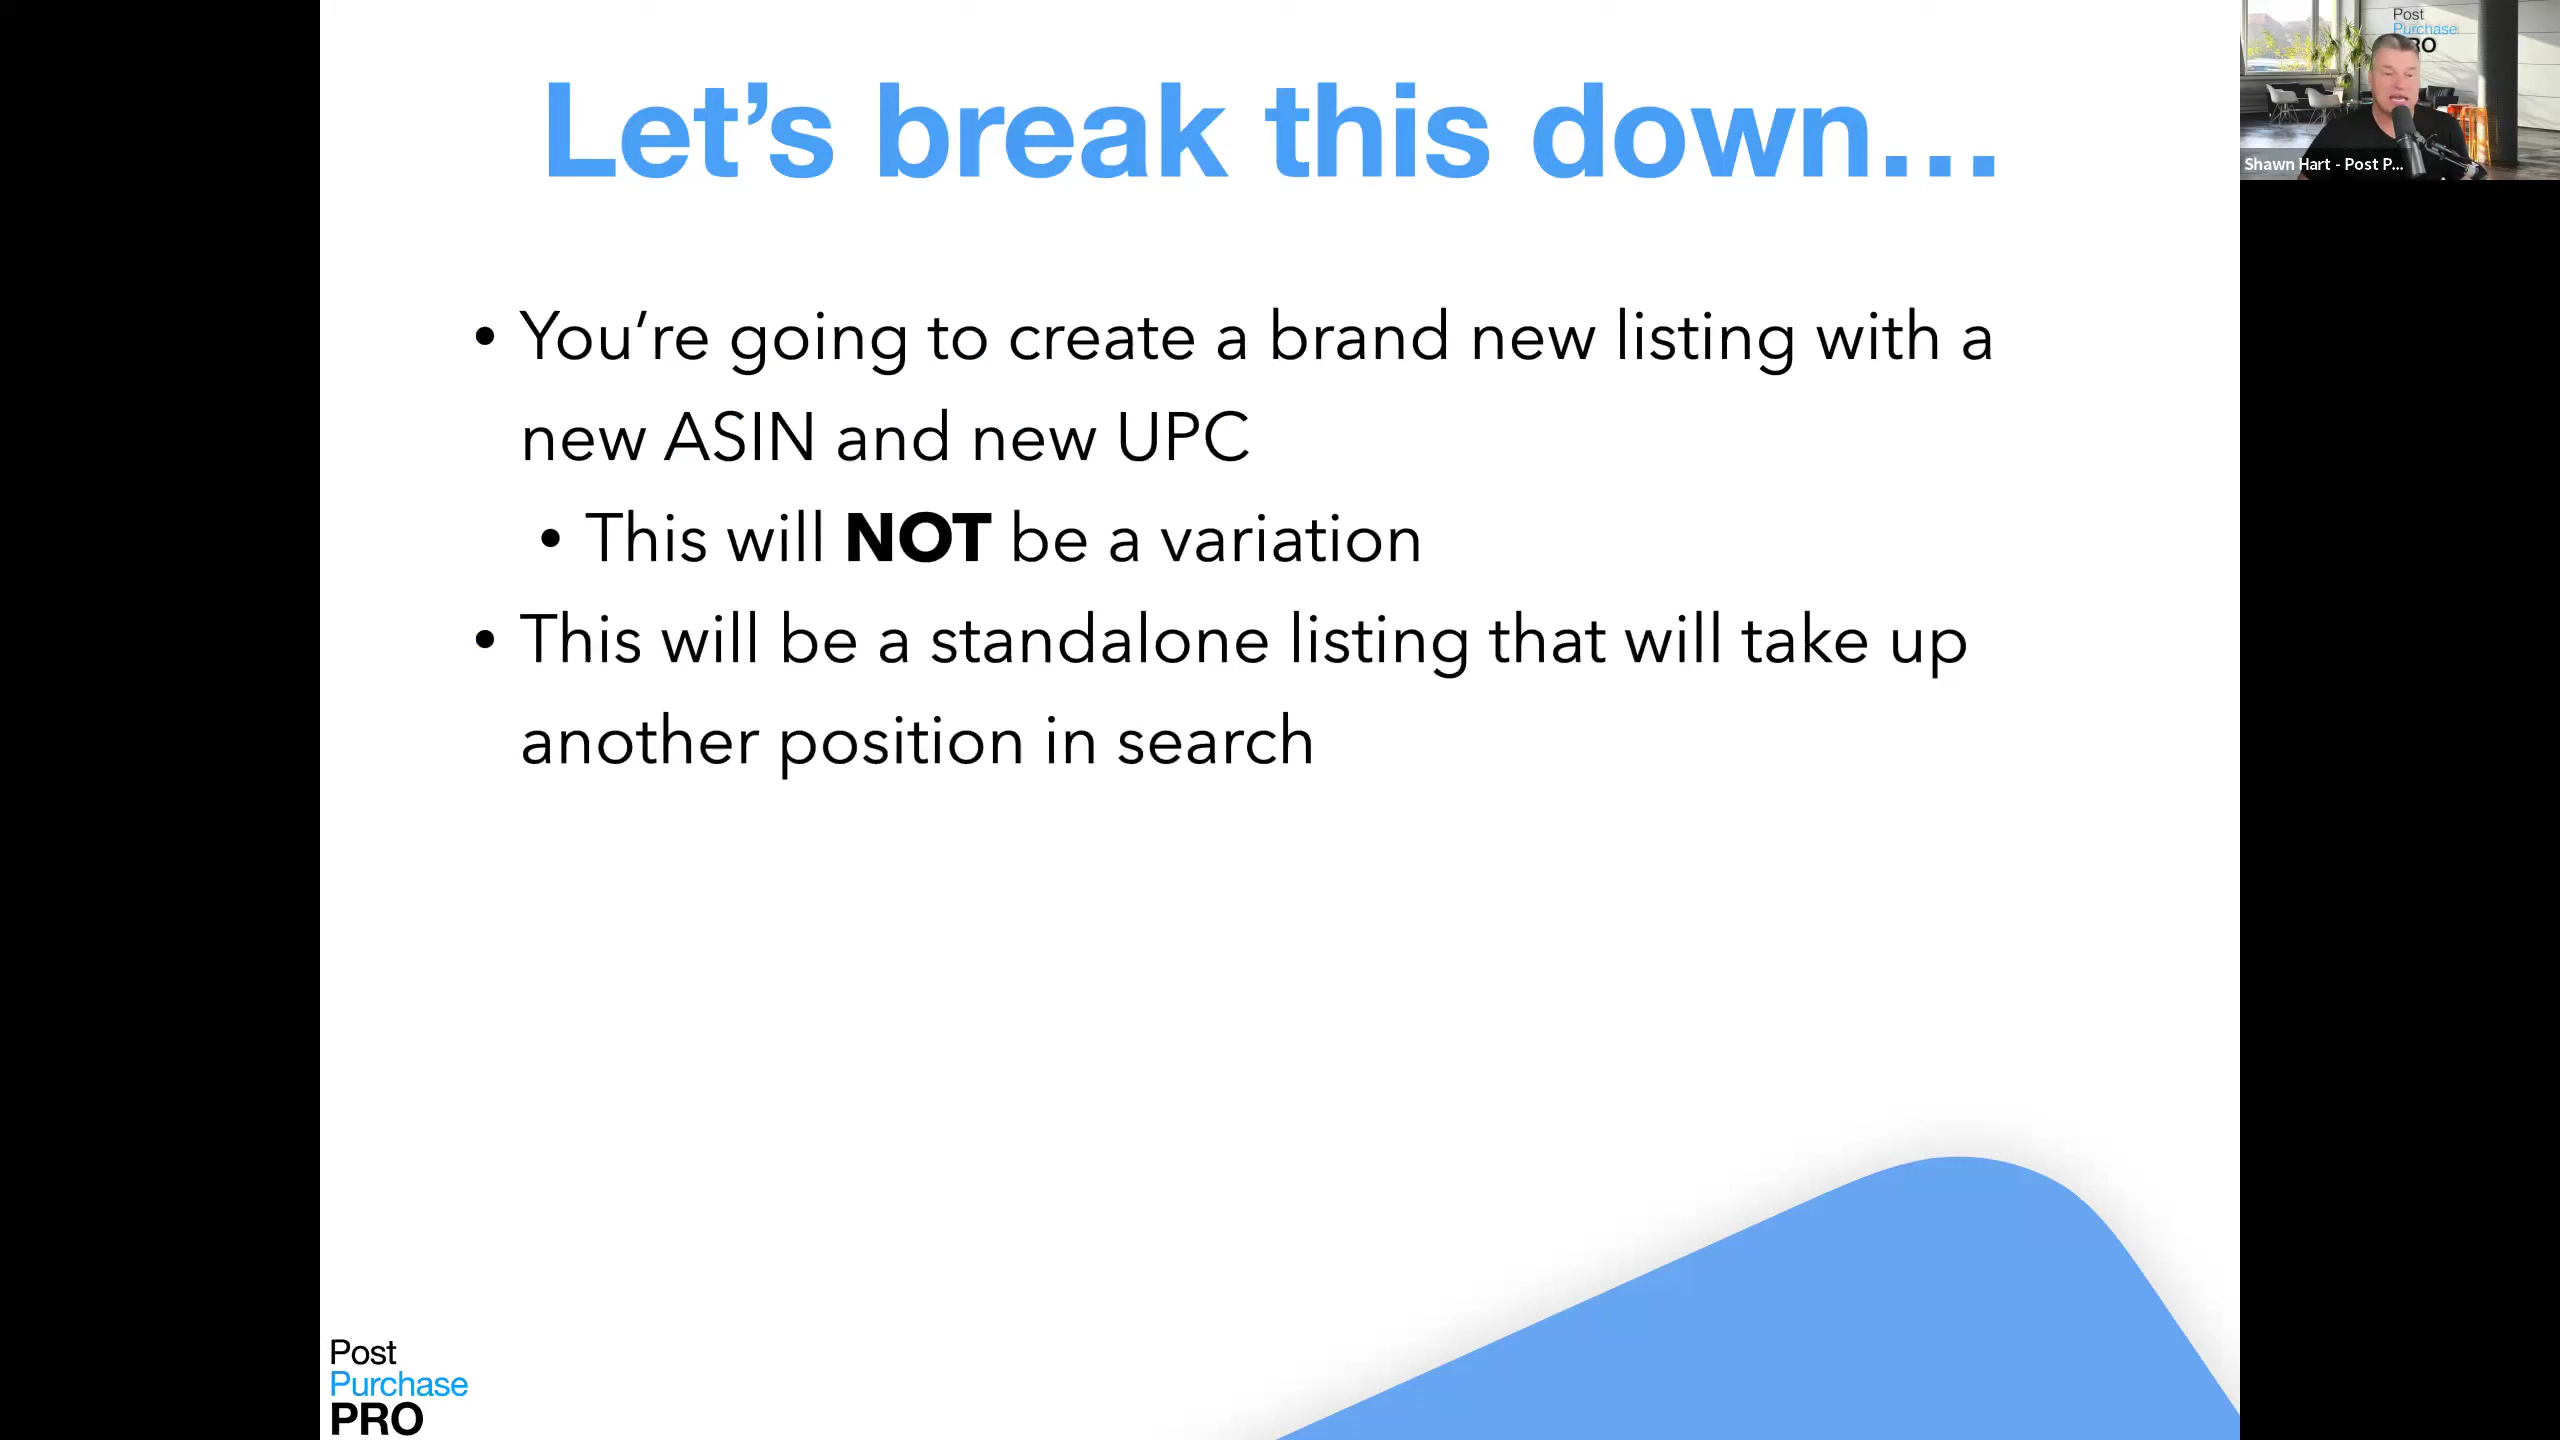 Let’s break this down…
• You’re going to create a brand new listing with a
new ASIN and new UPC
• This will NOT be a variation
• This will be a standalone listing that will take up
another position in search
Post
Purchase
PRO
Post
Purchase
RO
Shawn Hart - Post P...